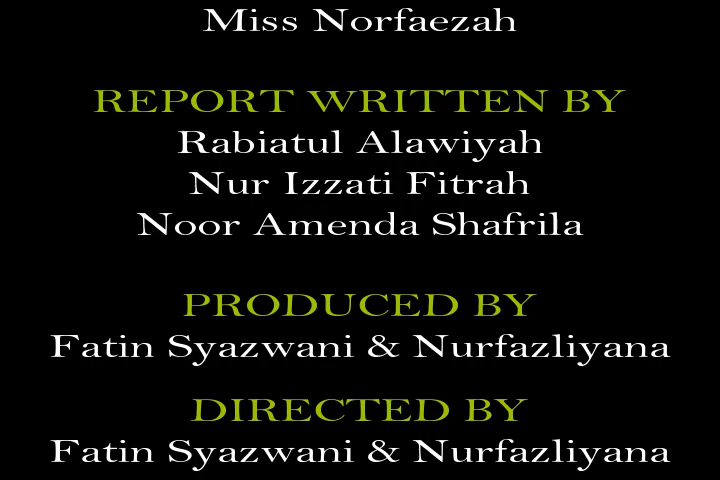 Miss Norfaezah
REPORT WRITTEN BY
Rabiatul Alawiyah
Nur Izzati Fitrah
Noor Amenda Shafrila
PRODUCED BY
Fatin Syazwani & Nurfazliyana
DIRECTED BY
Fatin Syazwani & Nurfazliyana